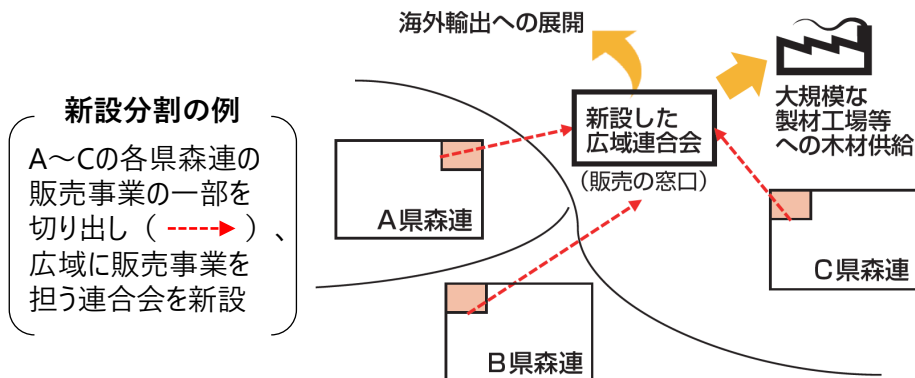 新設分割の例
A～Cの各県森連の
販売事業の一部を
切り出し（ ）、
広域に販売事業を
担う連合会を新設
海外輸出への展開
新設した
広域連合会
（販売の窓口）
大規模な
製材工場等
への木材供給
A県森連
B県森連
C県森連